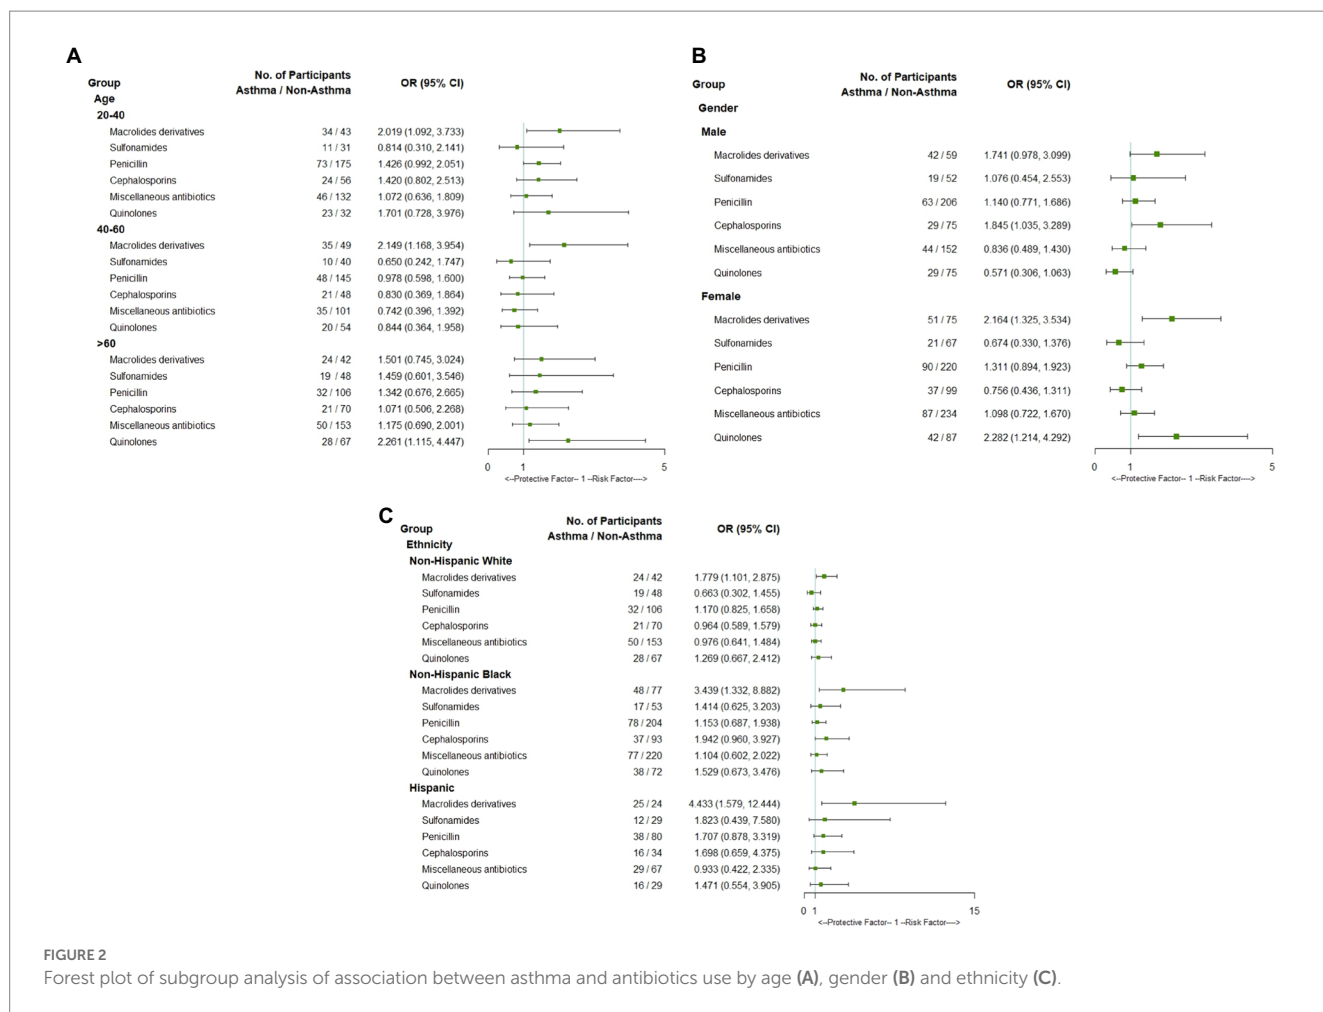 A
Group No. of Participants OR (95% CI)
Asthma / Non-Asthma
Age
20-40
Macrolides derivatives 34 / 43 2.019 (1.092, 3.733)
Sulfonamides 11 / 31 0.814 (0.310, 2.141)
Penicillin 73 / 175 1.426 (0.992, 2.051)
Cephalosporins 24 / 56 1.420 (0.802, 2.513)
Miscellaneous antibiotics 46 / 132 1.072 (0.636, 1.809)
Quinolones 23 / 32 1.701 (0.728, 3.976)
40-60
Macrolides derivatives 35 / 49 2.149 (1.168, 3.954)
Sulfonamides 10 / 40 0.650 (0.242, 1.747)
Penicillin 48 / 145 0.978 (0.598, 1.600)
Cephalosporins 21 / 48 0.830 (0.369, 1.864)
Miscellaneous antibiotics 35 / 101 0.742 (0.396, 1.392)
Quinolones 20 / 54 0.844 (0.364, 1.958)
>60
Macrolides derivatives 24 / 42 1.501 (0.745, 3.024)
Sulfonamides 19 / 48 1.459 (0.601, 3.546)
Penicillin 32 / 106 1.342 (0.676, 2.665)
Cephalosporins 21 / 70 1.071 (0.506, 2.268)
Miscellaneous antibiotics 50 / 153 1.175 (0.690, 2.001)
Quinolones 28 / 67 2.261 (1.115, 4.447)
0 1 5
<--Protective Factor-- 1 --Risk Factor---->
B
Group No. of Participants OR (95% CI)
Asthma / Non-Asthma
Gender
Male
Macrolides derivatives 42 / 59 1.741 (0.978, 3.099)
Sulfonamides 19 / 52 1.076 (0.454, 2.553)
Penicillin 63 / 206 1.140 (0.771, 1.686)
Cephalosporins 29 / 75 1.845 (1.035, 3.289)
Miscellaneous antibiotics 44 / 152 0.836 (0.489, 1.430)
Quinolones 29 / 75 0.571 (0.306, 1.063)
Female
Macrolides derivatives 51 / 75 2.164 (1.325, 3.534)
Sulfonamides 21 / 67 0.674 (0.330, 1.376)
Penicillin 90 / 220 1.311 (0.894, 1.923)
Cephalosporins 37 / 99 0.756 (0.436, 1.311)
Miscellaneous antibiotics 87 / 234 1.098 (0.722, 1.670)
Quinolones 42 / 87 2.282 (1.214, 4.292)
0 1 5
<--Protective Factor-- 1 --Risk Factor---->
C
Group No. of Participants OR (95% CI)
Asthma / Non-Asthma
Ethnicity
Non-Hispanic White
Macrolides derivatives 24 / 42 1.779 (1.101, 2.875)
Sulfonamides 19 / 48 0.663 (0.302, 1.455)
Penicillin 32 / 106 1.170 (0.825, 1.658)
Cephalosporins 21 / 70 0.964 (0.589, 1.579)
Miscellaneous antibiotics 50 / 153 0.976 (0.641, 1.484)
Quinolones 28 / 67 1.269 (0.667, 2.412)
Non-Hispanic Black
Macrolides derivatives 48 / 77 3.439 (1.332, 8.882)
Sulfonamides 17 / 53 1.414 (0.625, 3.203)
Penicillin 78 / 204 1.153 (0.687, 1.938)
Cephalosporins 37 / 93 1.942 (0.960, 3.927)
Miscellaneous antibiotics 77 / 220 1.104 (0.602, 2.022)
Quinolones 38 / 72 1.529 (0.673, 3.476)
Hispanic
Macrolides derivatives 25 / 24 4.433 (1.579, 12.444)
Sulfonamides 12 / 29 1.823 (0.439, 7.580)
Penicillin 38 / 80 1.707 (0.878, 3.319)
Cephalosporins 16 / 34 1.698 (0.659, 4.375)
Miscellaneous antibiotics 29 / 67 0.933 (0.422, 2.335)
Quinolones 16 / 29 1.471 (0.554, 3.905)
0 1 15
<--Protective Factor-- 1 --Risk Factor---->
FIGURE 2
Forest plot of subgroup analysis of association between asthma and antibiotics use by age (A), gender (B) and ethnicity (C).